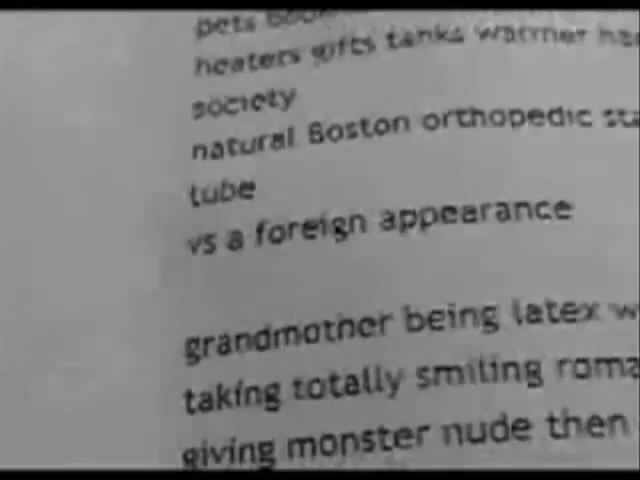 pets
heaters gifts tanks warmer
society
natural Boston orthopedic
tube
vs a foreign appearance
grandmother being latex
taking totally smiling
giving monster nude then